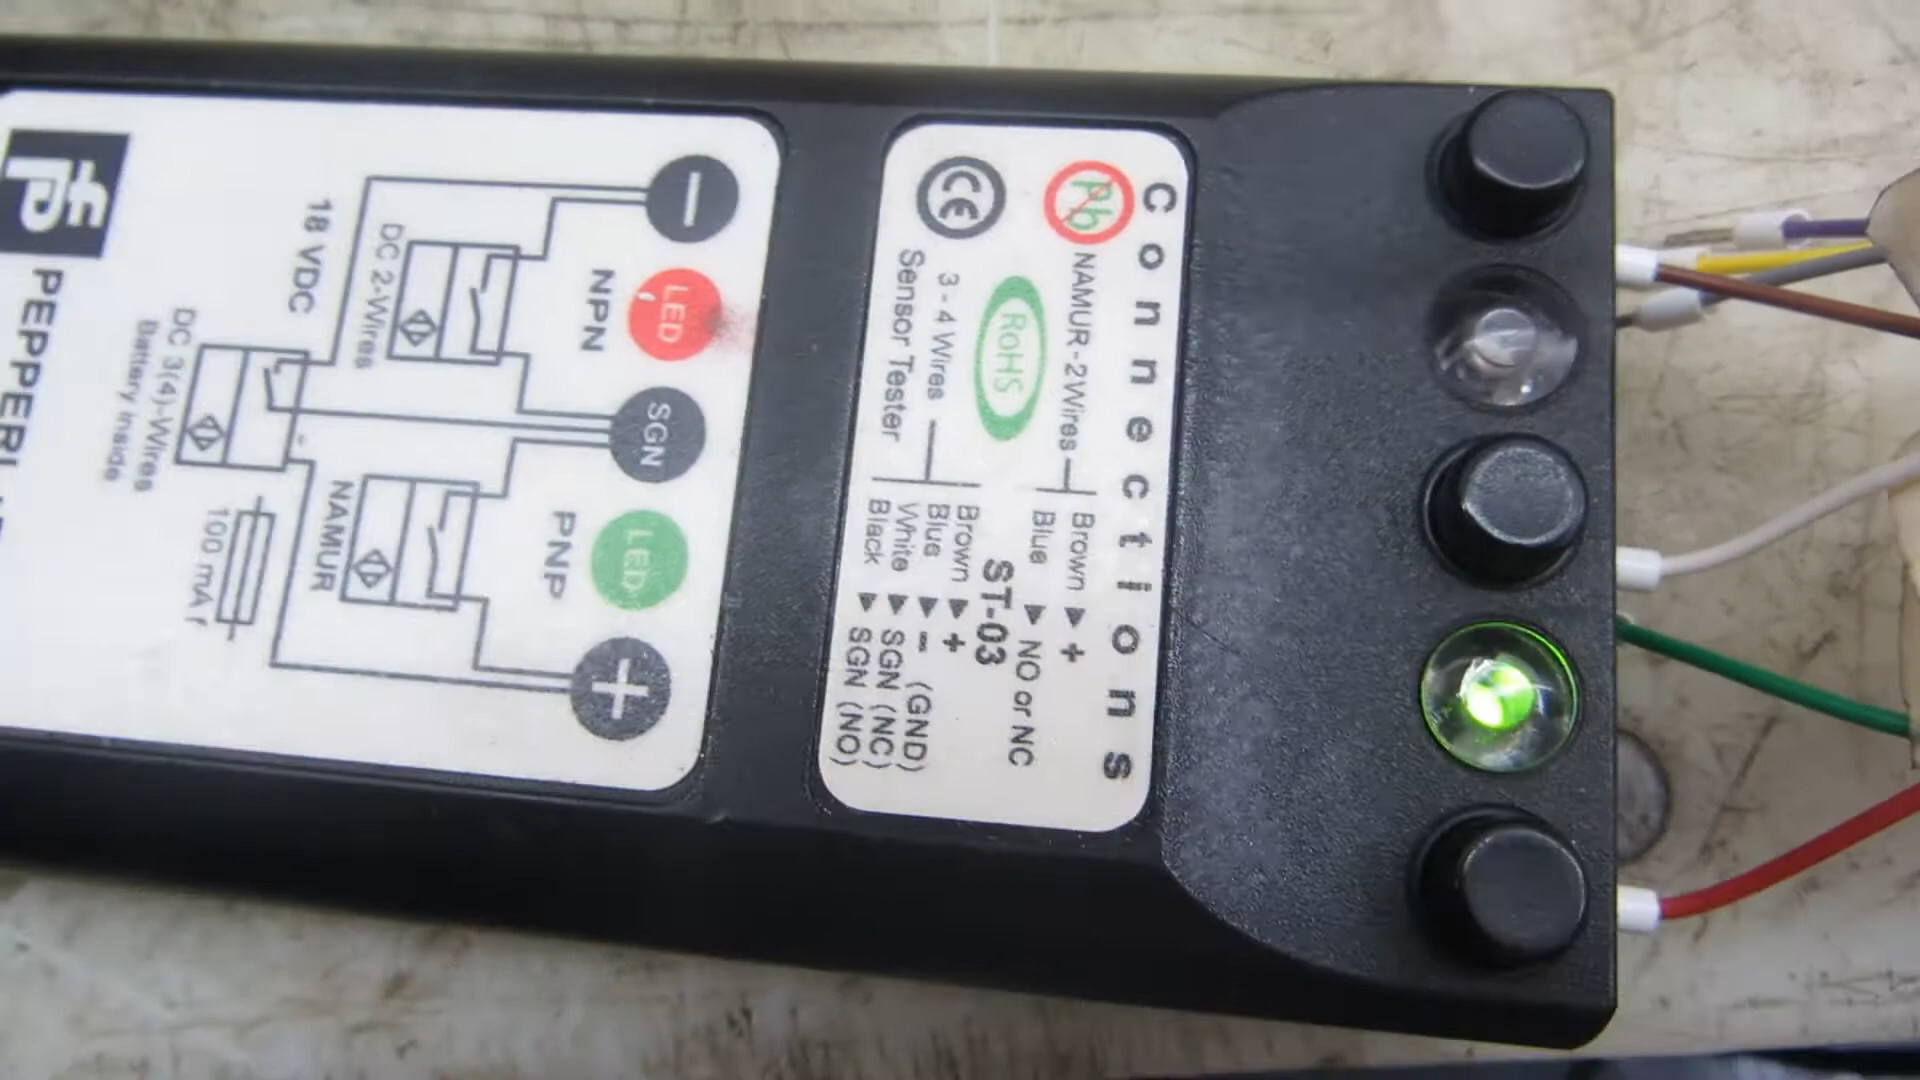 PEPPERL
18 VDC
DC 2-Wires
DC 3(4)-Wires
Battery inside
100 mA f
NAMUR
NPN
PNP
−
LED
SGN
LED
+
Connections
Pb
CE
RoHS
NAMUR-2Wires
Brown ▶ +
Blue ▶ NO or NC
ST-03
3 - 4 Wires
Sensor Tester
Brown ▶ +
Blue ▶ − (GND)
White ▶ SGN (NC)
Black ▶ SGN (NO)